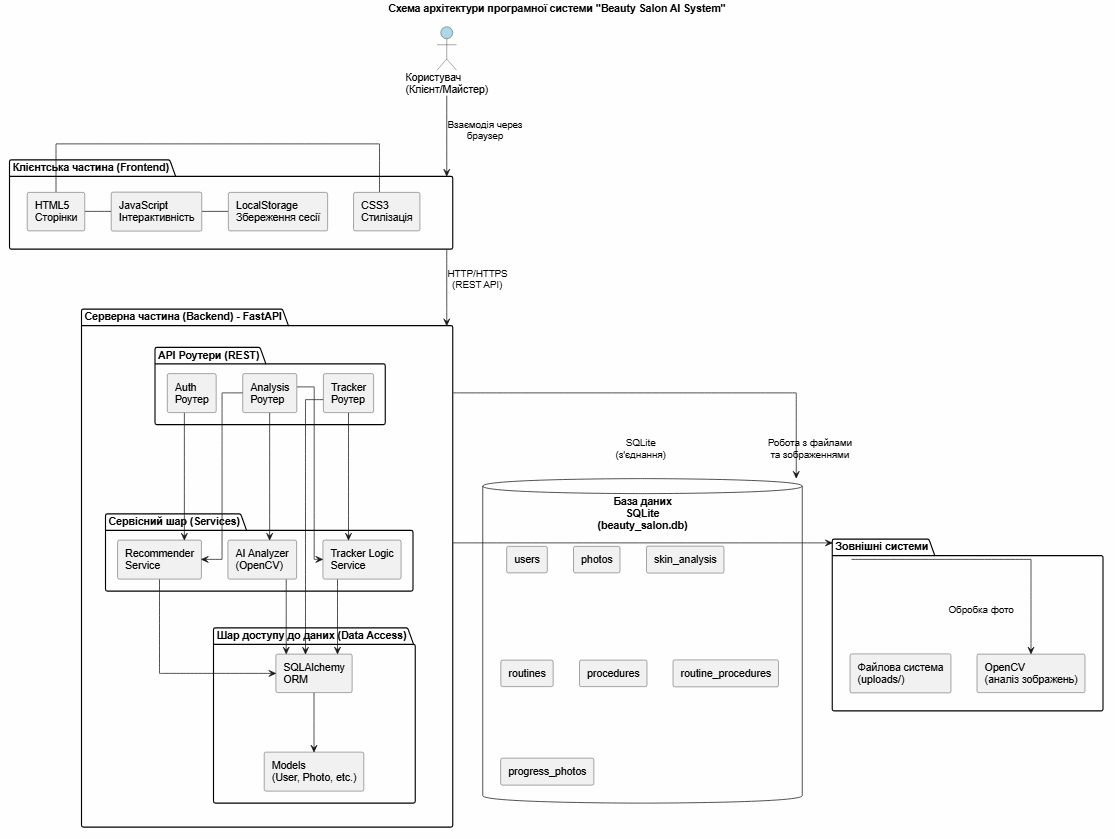 Схема архітектури програмної системи "Beauty Salon AI System"
Користувач
(Клієнт/Майстер)
Взаємодія через
браузер
Клієнтська частина (Frontend)
HTML5
Сторінки
JavaScript
Інтерактивність
LocalStorage
Збереження сесії
CSS3
Стилізація
HTTP/HTTPS
(REST API)
Серверна частина (Backend) - FastAPI
API Роутери (REST)
Auth
Роутер
Analysis
Роутер
Tracker
Роутер
SQLite
(з'єднання)
Робота з файлами
та зображеннями
База даних
SQLite
(beauty_salon.db)
Сервісний шар (Services)
Recommender
Service
AI Analyzer
(OpenCV)
Tracker Logic
Service
users
photos
skin_analysis
Зовнішні системи
Обробка фото
Шар доступу до даних (Data Access)
SQLAlchemy
ORM
routines
procedures
routine_procedures
Файлова система
(uploads/)
OpenCV
(аналіз зображень)
Models
(User, Photo, etc.)
progress_photos